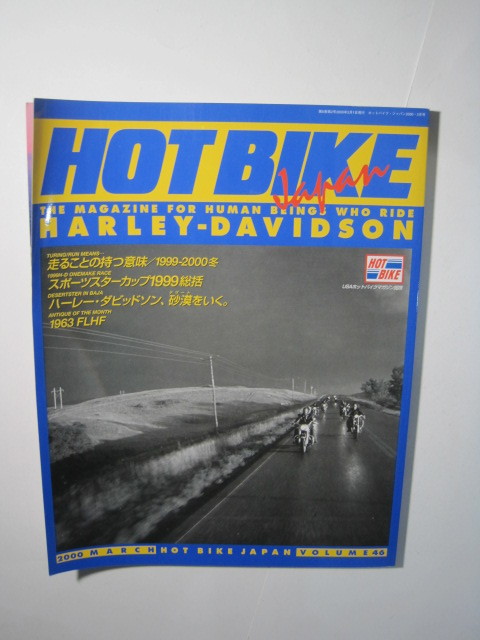 HOT BIKE
Japan
THE MAGAZINE FOR HUMAN BEINGS WHO RIDE
HARLEY-DAVIDSON
TURING/RUN MEANS~
走ることの持つ意味/1999-2000冬
1999H-D ONEMAKE RACE
スポーツスターカップ1999総括
DESERTSTER IN BAJA
ハーレー・ダビッドソン、砂漠をいく。
ANTIQUE OF THE MONTH
1963 FLHF
HOT
BIKE
2000 MARCH HOT BIKE JAPAN VOLUME 46